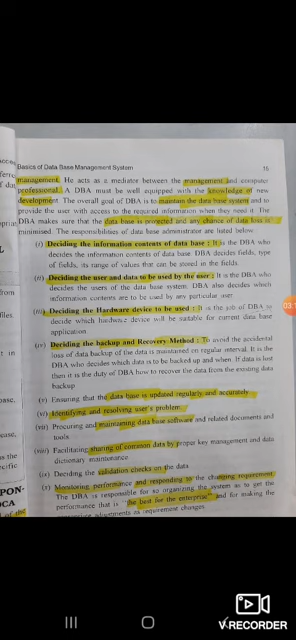 Basics of Data Base Management System 15
management. He acts as a mediator between the management and computer
professional. A DBA must be well equipped with the knowledge of new
development. The overall goal of DBA is to maintain the data base system and to
provide the user with access to the required information when they need it. The
DBA makes sure that the data base is protected and any chance of data loss is
minimised. The responsibilities of data base administrator are listed below
(i) Deciding the information contents of data base : It is the DBA who
decides the information contents of data base. DBA decides fields, type
of fields, its range of values that can be stored in the fields.
(ii) Deciding the user and data to be used by the user : It is the DBA who
decides the users of the data base system. DBA also decides which
information contents are to be used by any particular user
(iii) Deciding the Hardware device to be used : It is the job of DBA to
decide which hardware device will be suitable for current data base
application.
(iv) Deciding the backup and Recovery Method : To avoid the accidental
loss of data backup of the data is maintained on regular interval. It is the
DBA who decides which data is to be backed up and when. If data is lost
then it is the duty of DBA how to recover the data from the existing data
backup
(v) Ensuring that the data base is updated regularly and accurately
(vi) Identifying and resolving user's problem
(vii) Procuring and maintaining data base software and related documents and
tools
(viii) Facilitating sharing of common data by proper key management and data
dictionary maintenance
(ix) Deciding the validation checks on the data
(x) Monitoring performance and responding to the changing requirement
The DBA is responsible for so organizing the system as to get the
performance that is "the best for the enterprise" and for making the
adjustments as requirement changes
from
files.
t in
base,
s the
cific
PON-
OCA
of the
03:1
VRECORDER